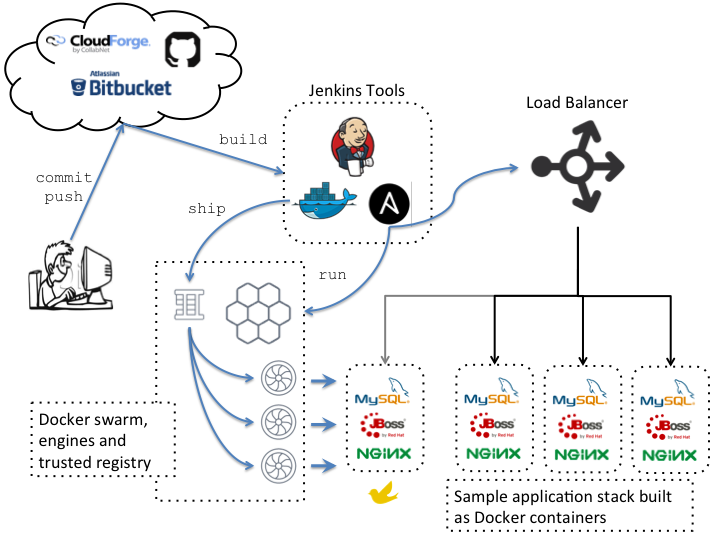 CloudForge.
by CollabNet
Atlassian
Bitbucket
Jenkins Tools
Load Balancer
build
commit
push
ship
run
MySQL
JBoss
by Red Hat
NGINX
MySQL
JBoss
by Red Hat
NGINX
MySQL
JBoss
by Red Hat
NGINX
MySQL
JBoss
by Red Hat
NGINX
Docker swarm,
engines and
trusted registry
Sample application stack built
as Docker containers